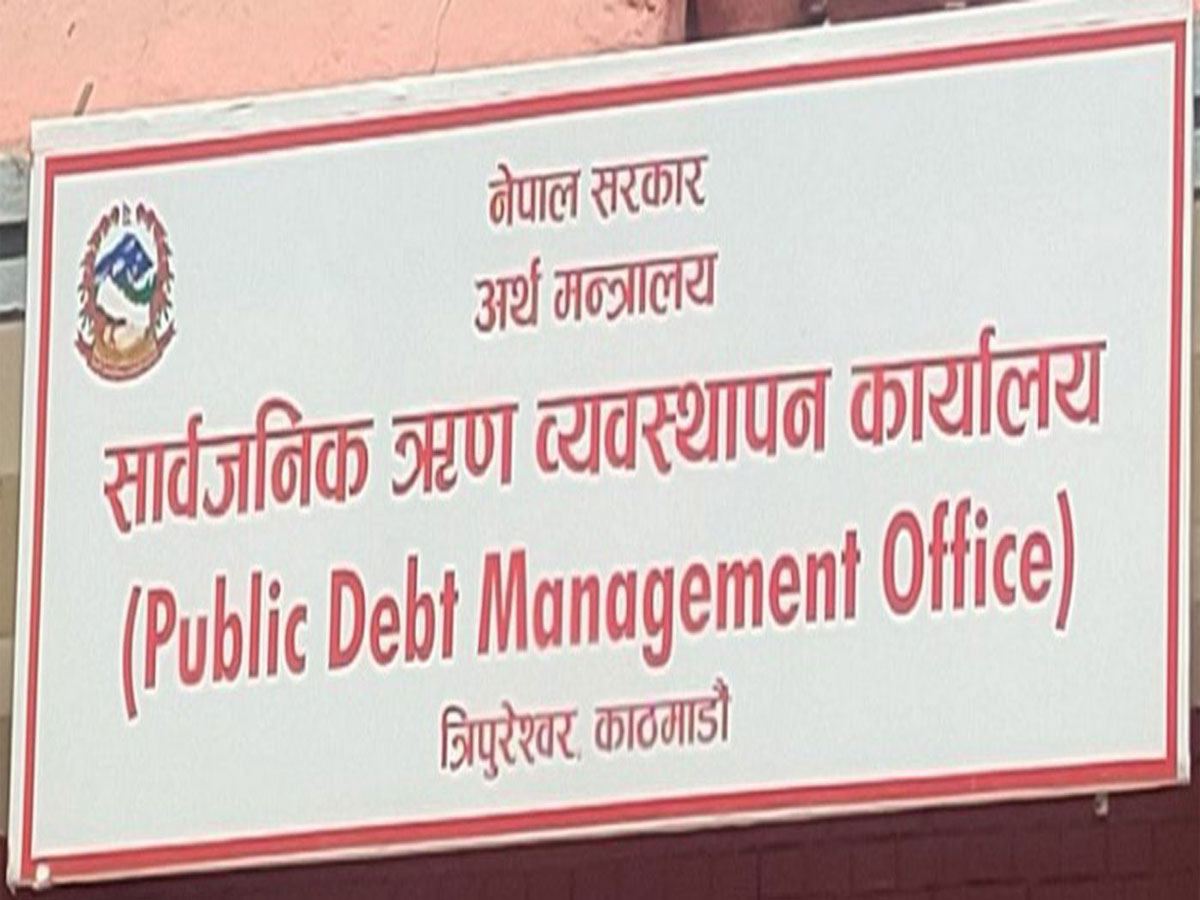 नेपाल सरकार
अर्थ मन्त्रालय
सार्वजनिक ऋण व्यवस्थापन कार्यालय
(Public Debt Management Office)
त्रिपुरेश्वर, काठमाडौं